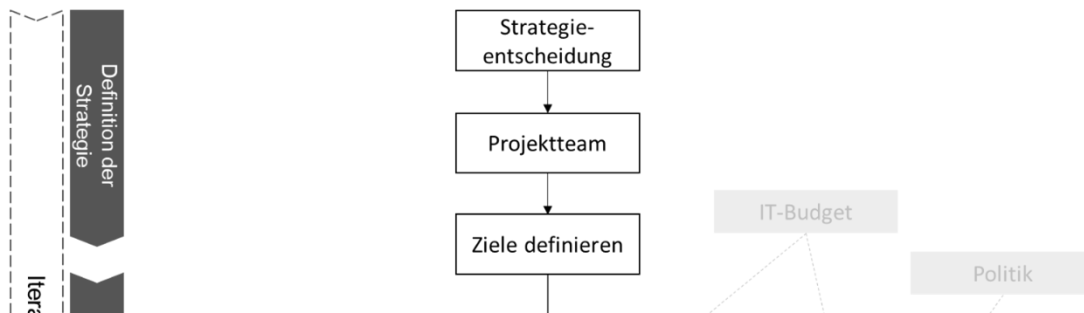 Strategie-
entscheidung
Definition der
Strategie
Projektteam
IT-Budget
Ziele definieren
Politik